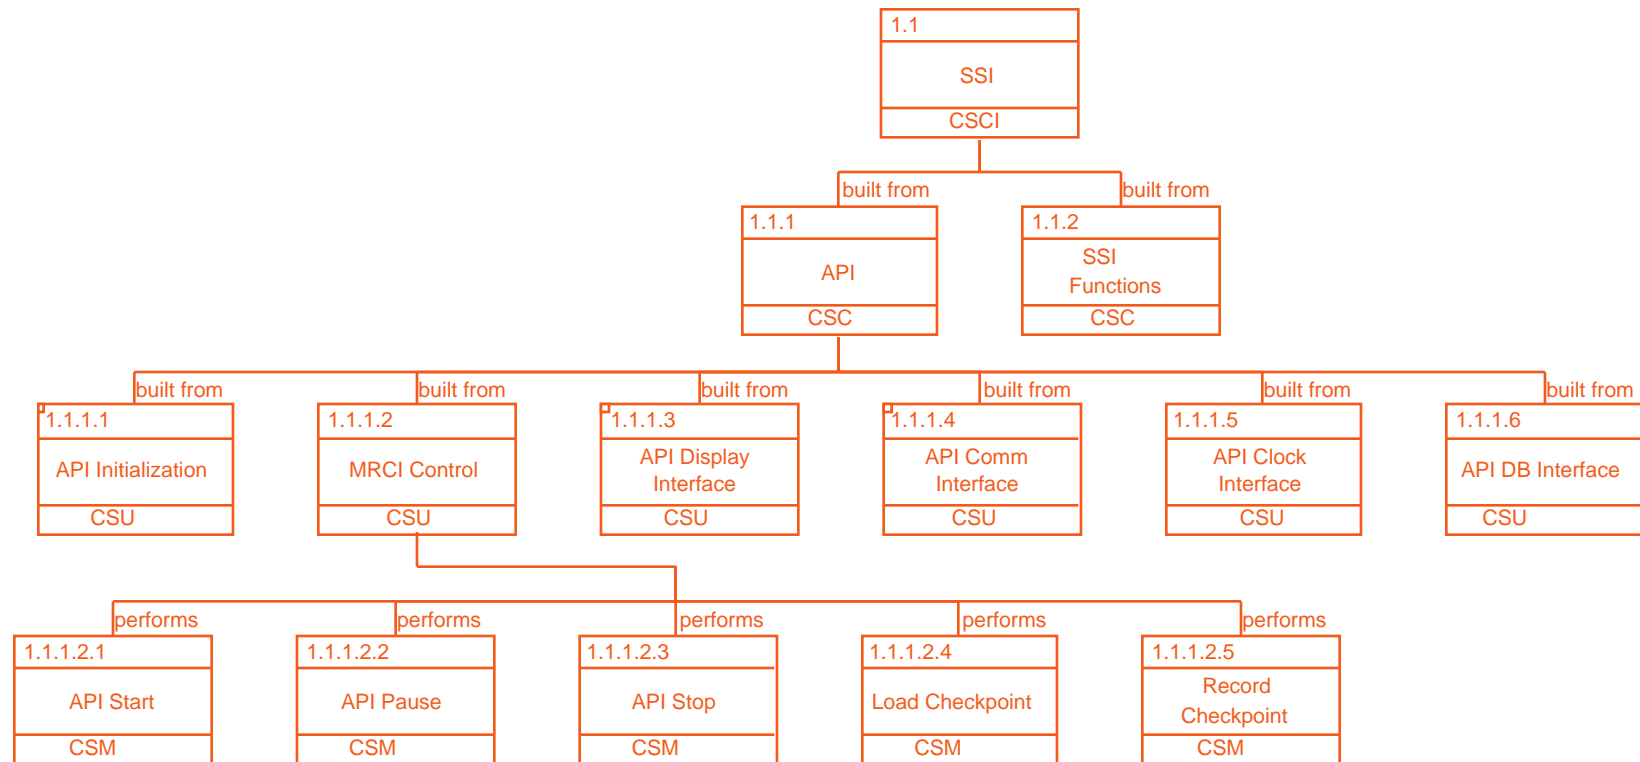 1.1
SSI
CSCI
built from
built from
1.1.1
API
CSC
1.1.2
SSI
Functions
CSC
built from
built from
built from
built from
built from
built from
1.1.1.1
API Initialization
CSU
1.1.1.2
MRCI Control
CSU
1.1.1.3
API Display
Interface
CSU
1.1.1.4
API Comm
Interface
CSU
1.1.1.5
API Clock
Interface
CSU
1.1.1.6
API DB Interface
CSU
performs
performs
performs
performs
performs
1.1.1.2.1
API Start
CSM
1.1.1.2.2
API Pause
CSM
1.1.1.2.3
API Stop
CSM
1.1.1.2.4
Load Checkpoint
CSM
1.1.1.2.5
Record
Checkpoint
CSM